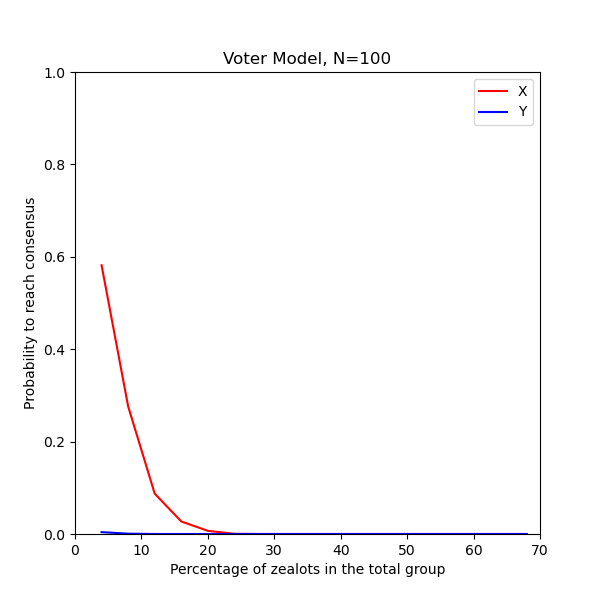 Voter Model, N=100
X
Y
Probability to reach consensus
1.0
0.8
0.6
0.4
0.2
0.0
0 10 20 30 40 50 60 70
Percentage of zealots in the total group